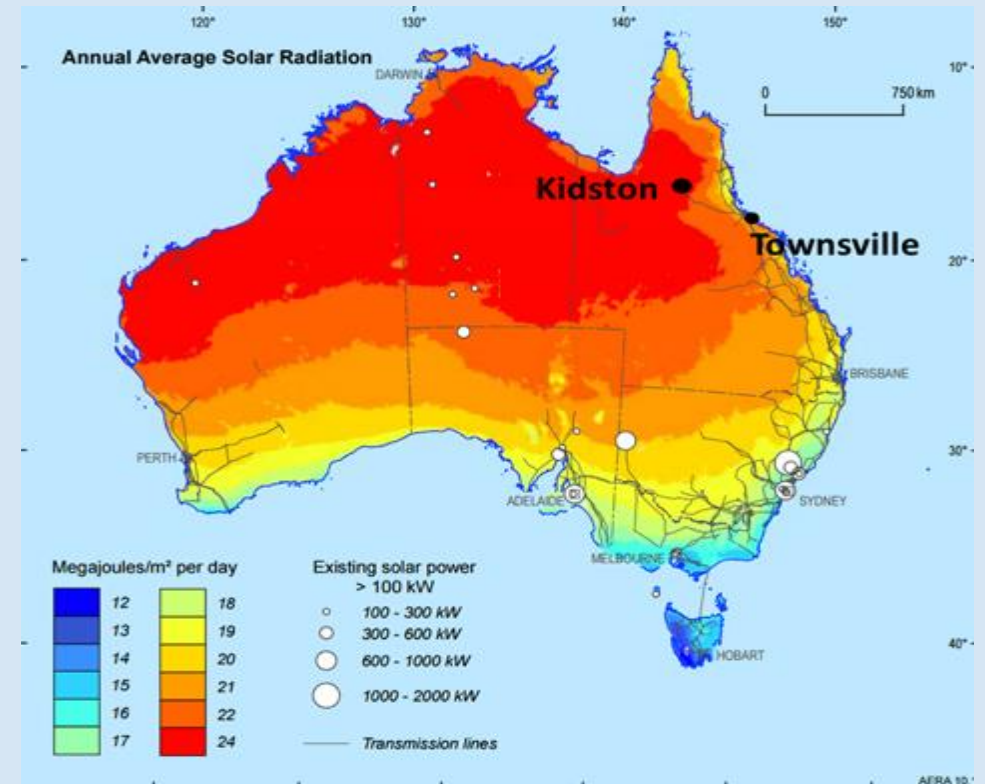 120°
130°
140°
150°
Annual Average Solar Radiation
DARWIN
10°
0 750 km
Kidston
Townsville
20°
BRISBANE
PERTH
30°
ADELAIDE
SYDNEY
MELBOURNE
HOBART
40°
Megajoules/m² per day
12 18
13 19
14 20
15 21
16 22
17 24
Existing solar power
> 100 kW
100 - 300 kW
300 - 600 kW
600 - 1000 kW
1000 - 2000 kW
Transmission lines